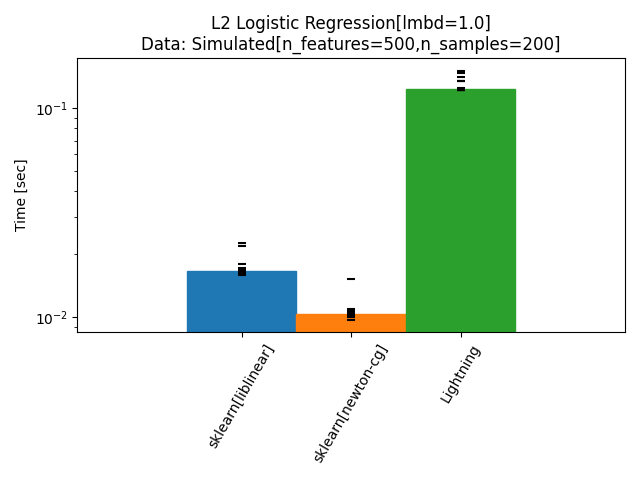 L2 Logistic Regression[lmbd=1.0]
Data: Simulated[n_features=500,n_samples=200]
Time [sec]
10⁻¹
10⁻²
sklearn[liblinear]
sklearn[newton-cg]
Lightning